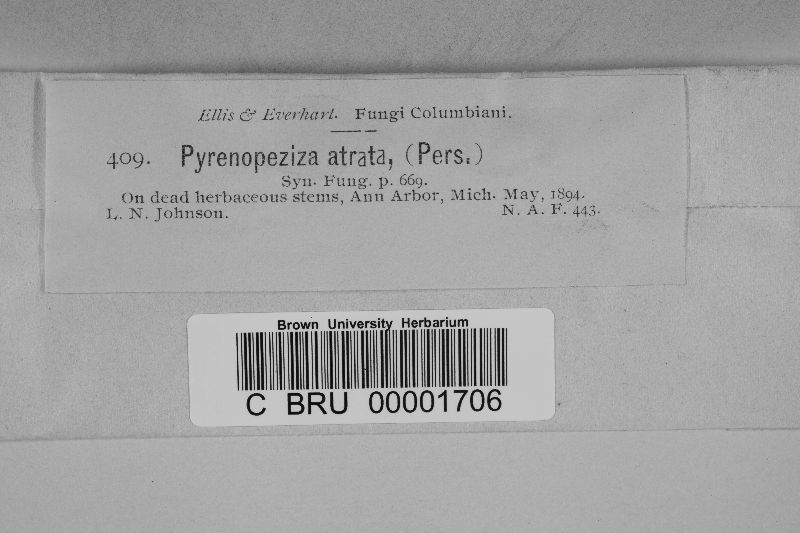 Ellis & Everhart. Fungi Columbiani.
409. Pyrenopeziza atrata, (Pers.)
Syn. Fung. p. 669.
On dead herbaceous stems, Ann Arbor, Mich. May, 1894.
L. N. Johnson. N. A. F. 443.
Brown University Herbarium
C BRU 00001706